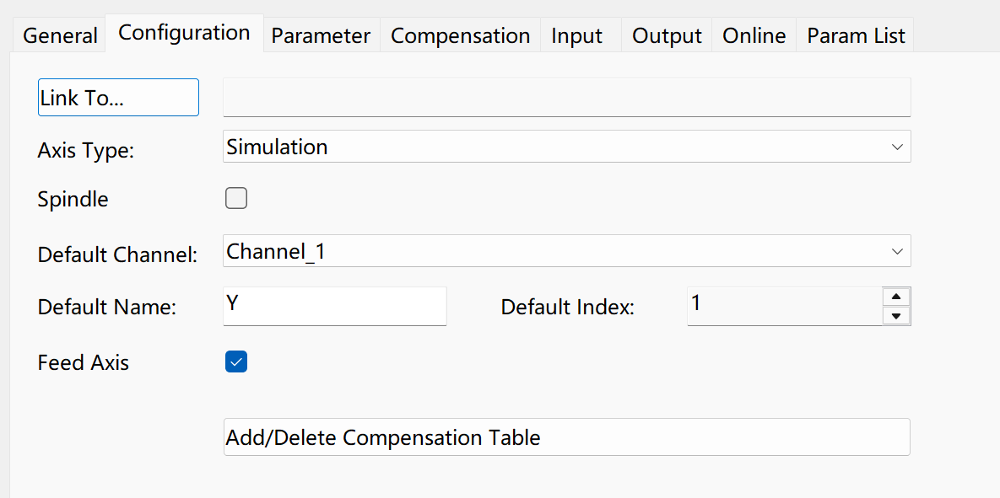 General Configuration Parameter Compensation Input Output Online Param List
Link To...
Axis Type: Simulation
Spindle
Default Channel: Channel_1
Default Name: Y Default Index: 1
Feed Axis
Add/Delete Compensation Table